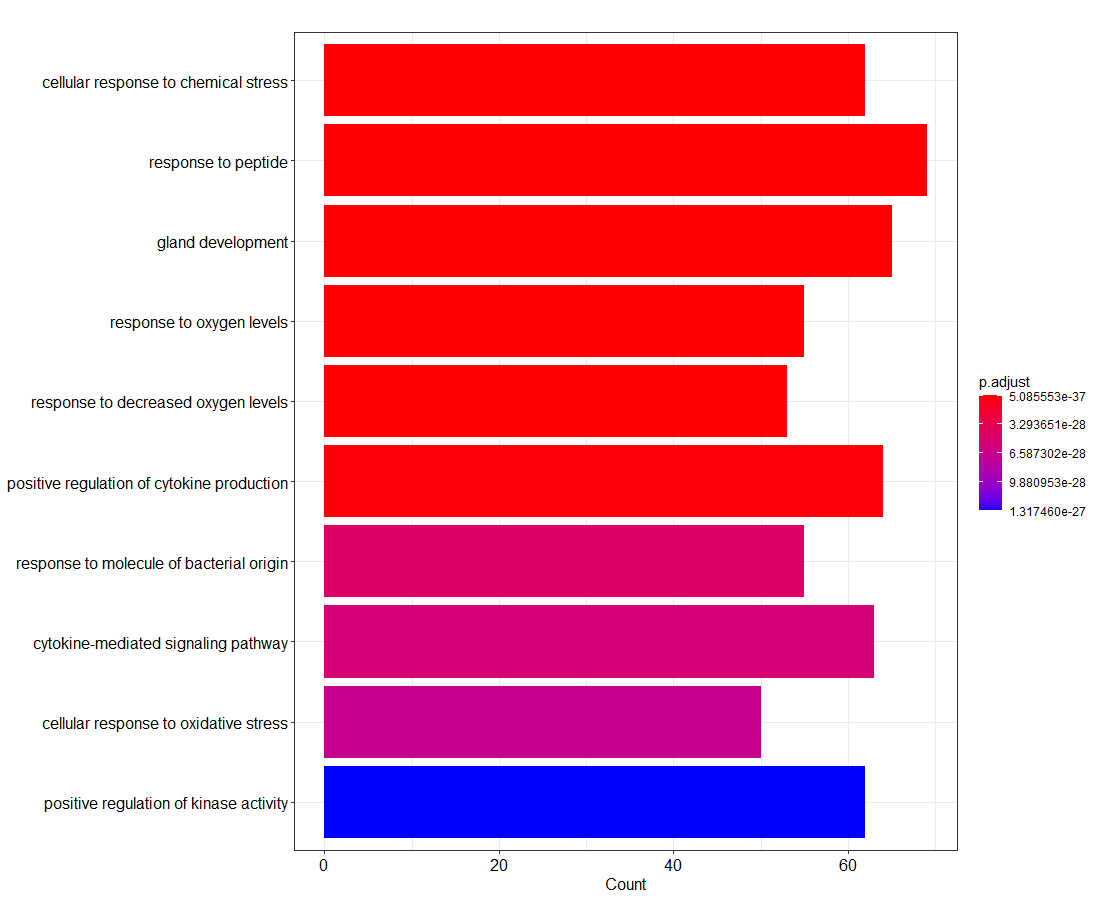 cellular response to chemical stress
response to peptide
gland development
response to oxygen levels
response to decreased oxygen levels
positive regulation of cytokine production
response to molecule of bacterial origin
cytokine-mediated signaling pathway
cellular response to oxidative stress
positive regulation of kinase activity
0 20 40 60
Count
p.adjust
5.085553e-37
3.293651e-28
6.587302e-28
9.880953e-28
1.317460e-27